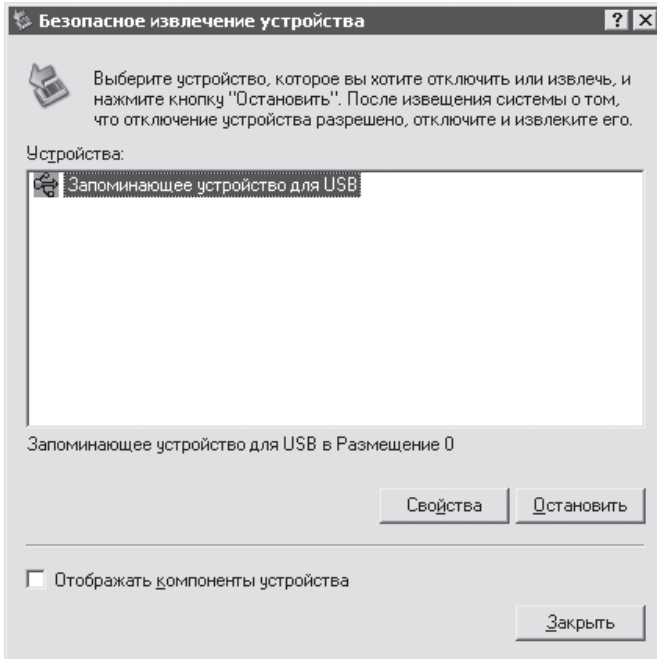 Безопасное извлечение устройства
Выберите устройство, которое вы хотите отключить или извлечь, и
нажмите кнопку "Остановить". После извещения системы о том,
что отключение устройства разрешено, отключите и извлеките его.
Устройства:
Запоминающее устройство для USB
Запоминающее устройство для USB в Размещение 0
Свойства Остановить
Отображать компоненты устройства
Закрыть